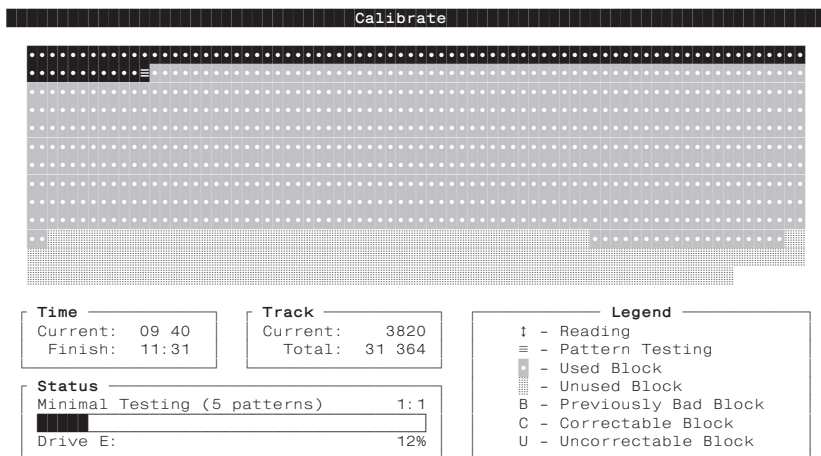 Calibrate
Time
Current: 09 40
Finish: 11:31
Track
Current: 3820
Total: 31 364
Status
Minimal Testing (5 patterns) 1:1
Drive E: 12%
Legend
↕ – Reading
≡ – Pattern Testing
– Used Block
– Unused Block
B – Previously Bad Block
C – Correctable Block
U – Uncorrectable Block